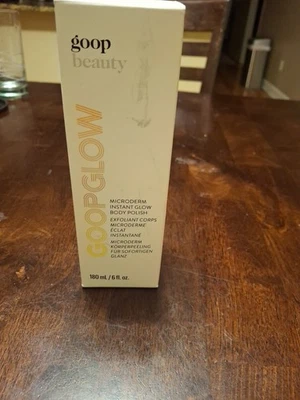 goop
beauty
GOOPGLOW
MICRODERM
INSTANT GLOW
BODY POLISH
EXFOLIANT CORPS
MICRODERME
ÉCLAT
INSTANTANÉ
MICRODERM
KÖRPERPEELING
FÜR SOFORTIGEN
GLANZ
180 mL / 6 fl. oz.